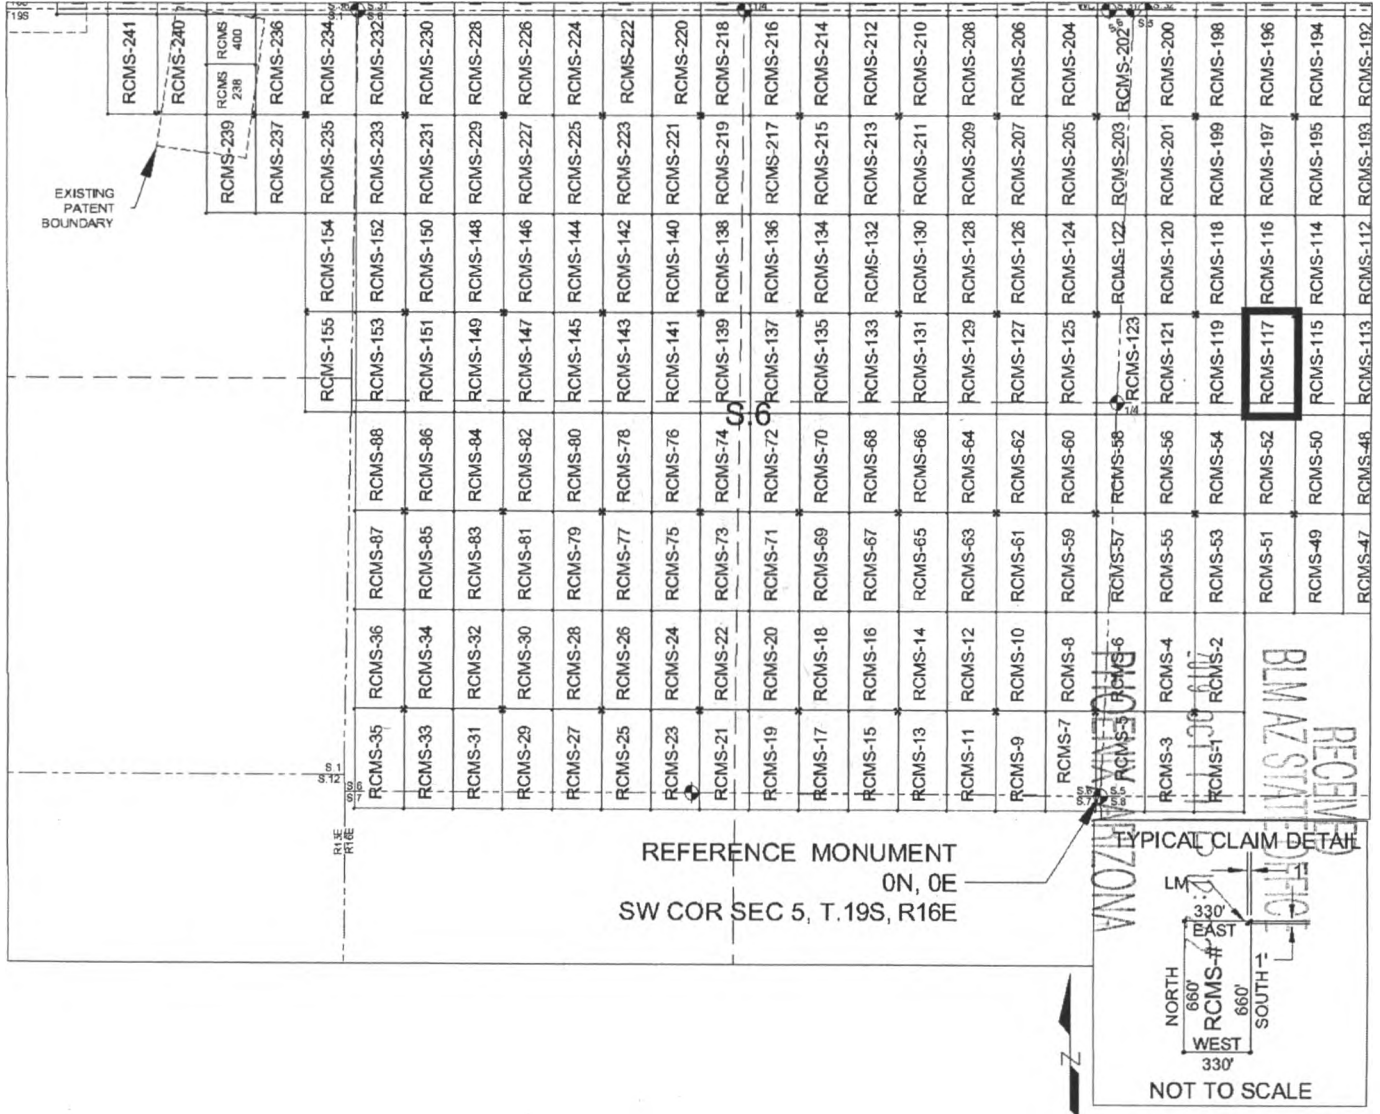 T19S
S.36 S.31
S.1 S.6
1/4
WC S.31 S.32
S.6 S.5
RCMS-241 RCMS-240 RCMS 400 RCMS-236 RCMS-234 RCMS-232 RCMS-230 RCMS-228 RCMS-226 RCMS-224 RCMS-222 RCMS-220 RCMS-218 RCMS-216 RCMS-214 RCMS-212 RCMS-210 RCMS-208 RCMS-206 RCMS-204 RCMS-202 RCMS-200 RCMS-198 RCMS-196 RCMS-194 RCMS-192
RCMS 238
RCMS-239 RCMS-237 RCMS-235 RCMS-233 RCMS-231 RCMS-229 RCMS-227 RCMS-225 RCMS-223 RCMS-221 RCMS-219 RCMS-217 RCMS-215 RCMS-213 RCMS-211 RCMS-209 RCMS-207 RCMS-205 RCMS-203 RCMS-201 RCMS-199 RCMS-197 RCMS-195 RCMS-193
EXISTING
PATENT
BOUNDARY
RCMS-154 RCMS-152 RCMS-150 RCMS-148 RCMS-146 RCMS-144 RCMS-142 RCMS-140 RCMS-138 RCMS-136 RCMS-134 RCMS-132 RCMS-130 RCMS-128 RCMS-126 RCMS-124 RCMS-122 RCMS-120 RCMS-118 RCMS-116 RCMS-114 RCMS-112
RCMS-155 RCMS-153 RCMS-151 RCMS-149 RCMS-147 RCMS-145 RCMS-143 RCMS-141 RCMS-139 RCMS-137 RCMS-135 RCMS-133 RCMS-131 RCMS-129 RCMS-127 RCMS-125 RCMS-123 RCMS-121 RCMS-119 RCMS-117 RCMS-115 RCMS-113
S.6
1/4
RCMS-88 RCMS-86 RCMS-84 RCMS-82 RCMS-80 RCMS-78 RCMS-76 RCMS-74 RCMS-72 RCMS-70 RCMS-68 RCMS-66 RCMS-64 RCMS-62 RCMS-60 RCMS-58 RCMS-56 RCMS-54 RCMS-52 RCMS-50 RCMS-48
RCMS-87 RCMS-85 RCMS-83 RCMS-81 RCMS-79 RCMS-77 RCMS-75 RCMS-73 RCMS-71 RCMS-69 RCMS-67 RCMS-65 RCMS-63 RCMS-61 RCMS-59 RCMS-57 RCMS-55 RCMS-53 RCMS-51 RCMS-49 RCMS-47
RCMS-36 RCMS-34 RCMS-32 RCMS-30 RCMS-28 RCMS-26 RCMS-24 RCMS-22 RCMS-20 RCMS-18 RCMS-16 RCMS-14 RCMS-12 RCMS-10 RCMS-8 RCMS-6 RCMS-4 RCMS-2
RCMS-35 RCMS-33 RCMS-31 RCMS-29 RCMS-27 RCMS-25 RCMS-23 RCMS-21 RCMS-19 RCMS-17 RCMS-15 RCMS-13 RCMS-11 RCMS-9 RCMS-7 RCMS-5 RCMS-3 RCMS-1
S.1
S.12
S.6
S.7
S.6 S.5
S.7 S.8
R15E
R16E
RECEIVED
BLM AZ STATE OFFICE
2019 OCT
PHOENIX ARIZONA
REFERENCE MONUMENT
0N, 0E
SW COR SEC 5, T.19S, R16E
TYPICAL CLAIM DETAIL
LM
1'
330'
EAST
1'
NORTH
660'
RCMS-#
660'
SOUTH
WEST
330'
NOT TO SCALE
N